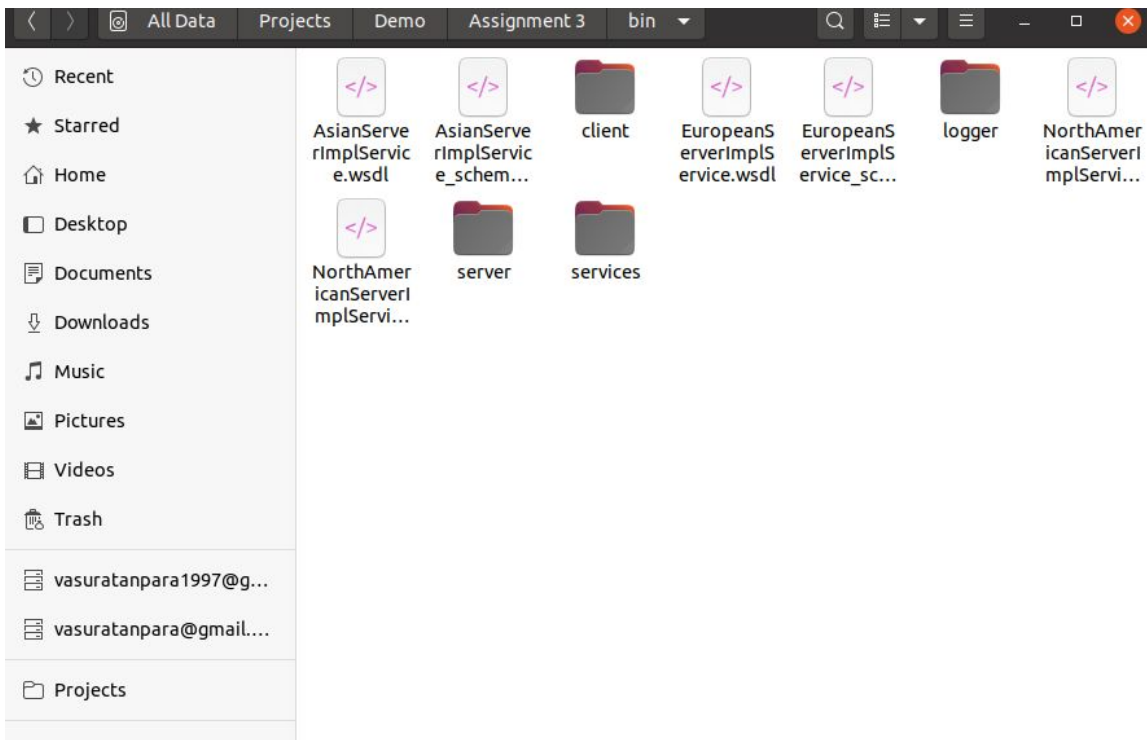 All Data Projects Demo Assignment 3 bin
Recent
Starred
Home
Desktop
Documents
Downloads
Music
Pictures
Videos
Trash
vasuratanpara1997@g...
vasuratanpara@gmail....
Projects
</> </> </> </> </>
AsianServe AsianServe client EuropeanS EuropeanS logger NorthAmer
rImplServic rImplServic erverImplS erverImplS icanServerI
e.wsdl e_schem... ervice.wsdl ervice_sc... mplServi...
</>
NorthAmer server services
icanServerI
mplServi...